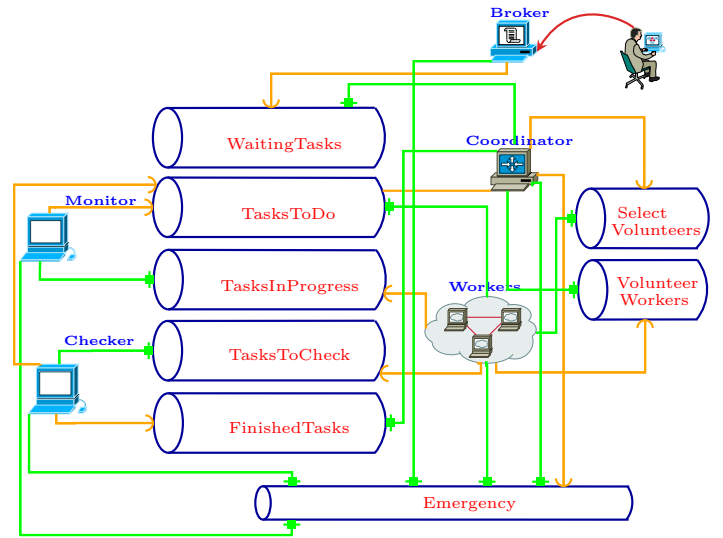 Broker
WaitingTasks
Coordinator
Monitor
TasksToDo
Select
Volunteers
TasksInProgress
Workers
Volunteer
Workers
Checker
TasksToCheck
FinishedTasks
Emergency